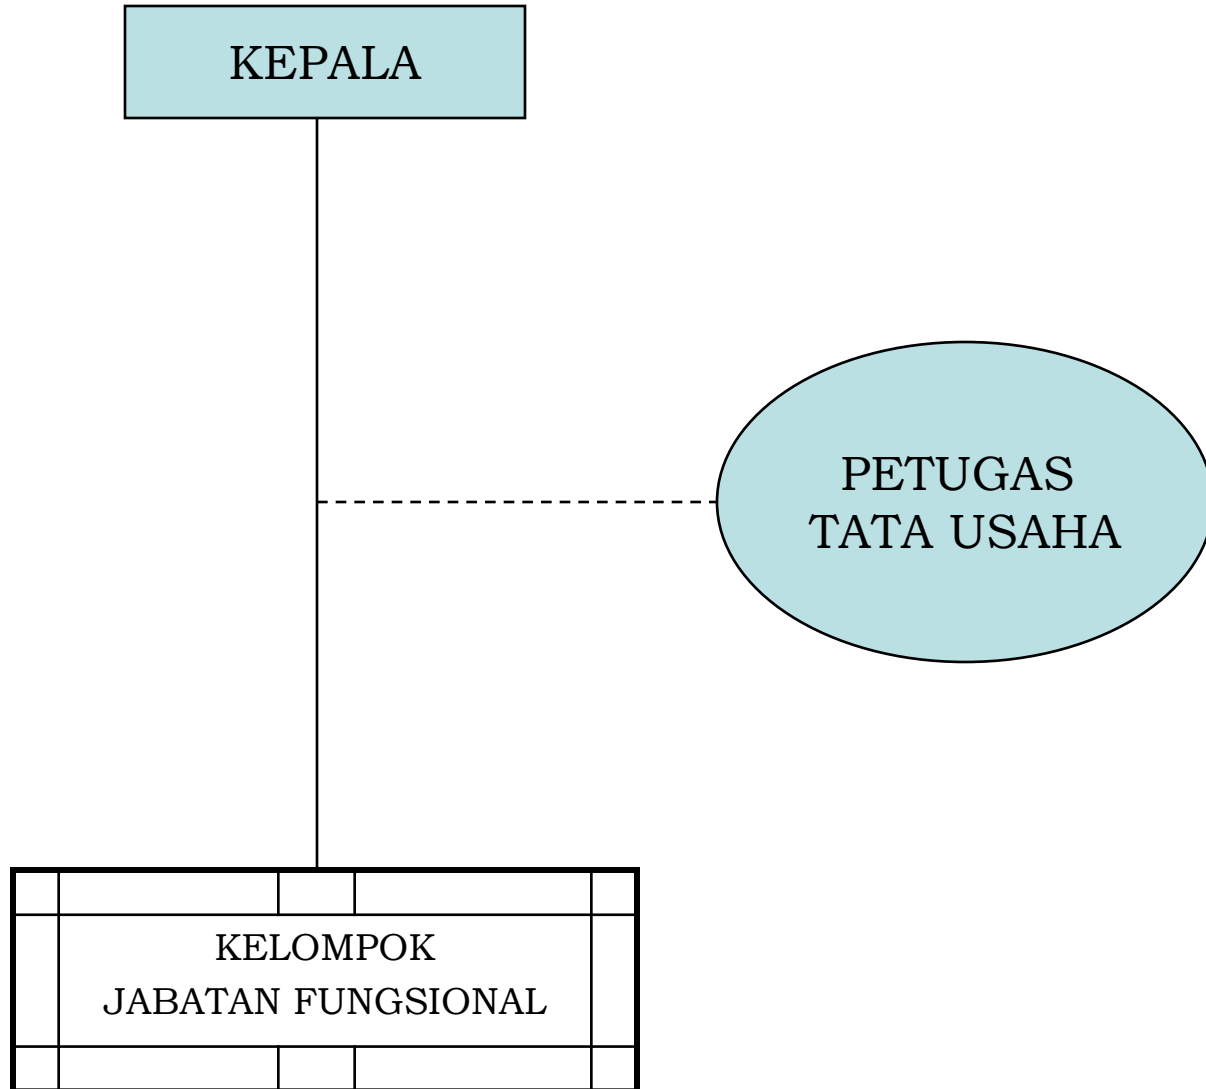 KEPALA
PETUGAS
TATA USAHA
KELOMPOK
JABATAN FUNGSIONAL